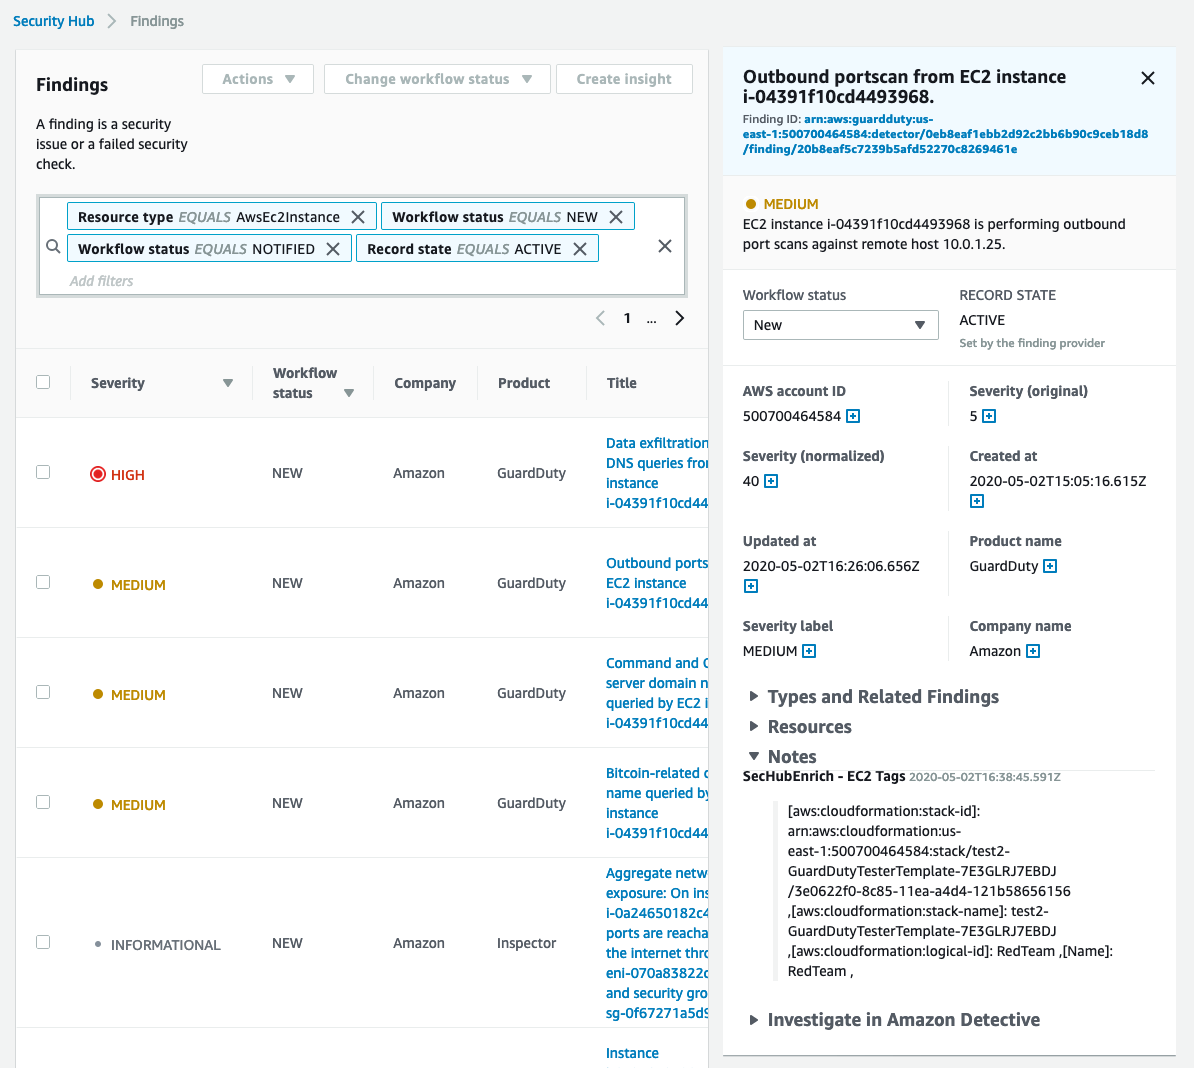 Security Hub > Findings
Findings
Actions
Change workflow status
Create insight
A finding is a security
issue or a failed security
check.
Resource type EQUALS AwsEc2Instance
Workflow status EQUALS NEW
Workflow status EQUALS NOTIFIED
Record state EQUALS ACTIVE
Add filters
1 ...
Severity
Workflow
status
Company
Product
Title
HIGH
NEW
Amazon
GuardDuty
Data exfiltration
DNS queries from
instance
i-04391f10cd44
MEDIUM
NEW
Amazon
GuardDuty
Outbound ports
EC2 instance
i-04391f10cd44
MEDIUM
NEW
Amazon
GuardDuty
Command and C
server domain n
queried by EC2 i
i-04391f10cd44
MEDIUM
NEW
Amazon
GuardDuty
Bitcoin-related d
name queried by
instance
i-04391f10cd44
INFORMATIONAL
NEW
Amazon
Inspector
Aggregate netw
exposure: On ins
i-0a24650182c4
ports are reacha
the internet thro
eni-070a83822c
and security gro
sg-0f67271a5d9
Instance
Outbound portscan from EC2 instance
i-04391f10cd4493968.
Finding ID: arn:aws:guardduty:us-
east-1:500700464584:detector/0eb8eaf1ebb2d92c2bb6b90c9ceb18d8
/finding/20b8eaf5c7239b5afd52270c8269461e
MEDIUM
EC2 instance i-04391f10cd4493968 is performing outbound
port scans against remote host 10.0.1.25.
Workflow status
New
RECORD STATE
ACTIVE
Set by the finding provider
AWS account ID
500700464584
Severity (original)
5
Severity (normalized)
40
Created at
2020-05-02T15:05:16.615Z
Updated at
2020-05-02T16:26:06.656Z
Product name
GuardDuty
Severity label
MEDIUM
Company name
Amazon
Types and Related Findings
Resources
Notes
SecHubEnrich - EC2 Tags 2020-05-02T16:38:45.591Z
[aws:cloudformation:stack-id]:
arn:aws:cloudformation:us-
east-1:500700464584:stack/test2-
GuardDutyTesterTemplate-7E3GLRJ7EBDJ
/3e0622f0-8c85-11ea-a4d4-121b58656156
,[aws:cloudformation:stack-name]: test2-
GuardDutyTesterTemplate-7E3GLRJ7EBDJ
,[aws:cloudformation:logical-id]: RedTeam ,[Name]:
RedTeam ,
Investigate in Amazon Detective